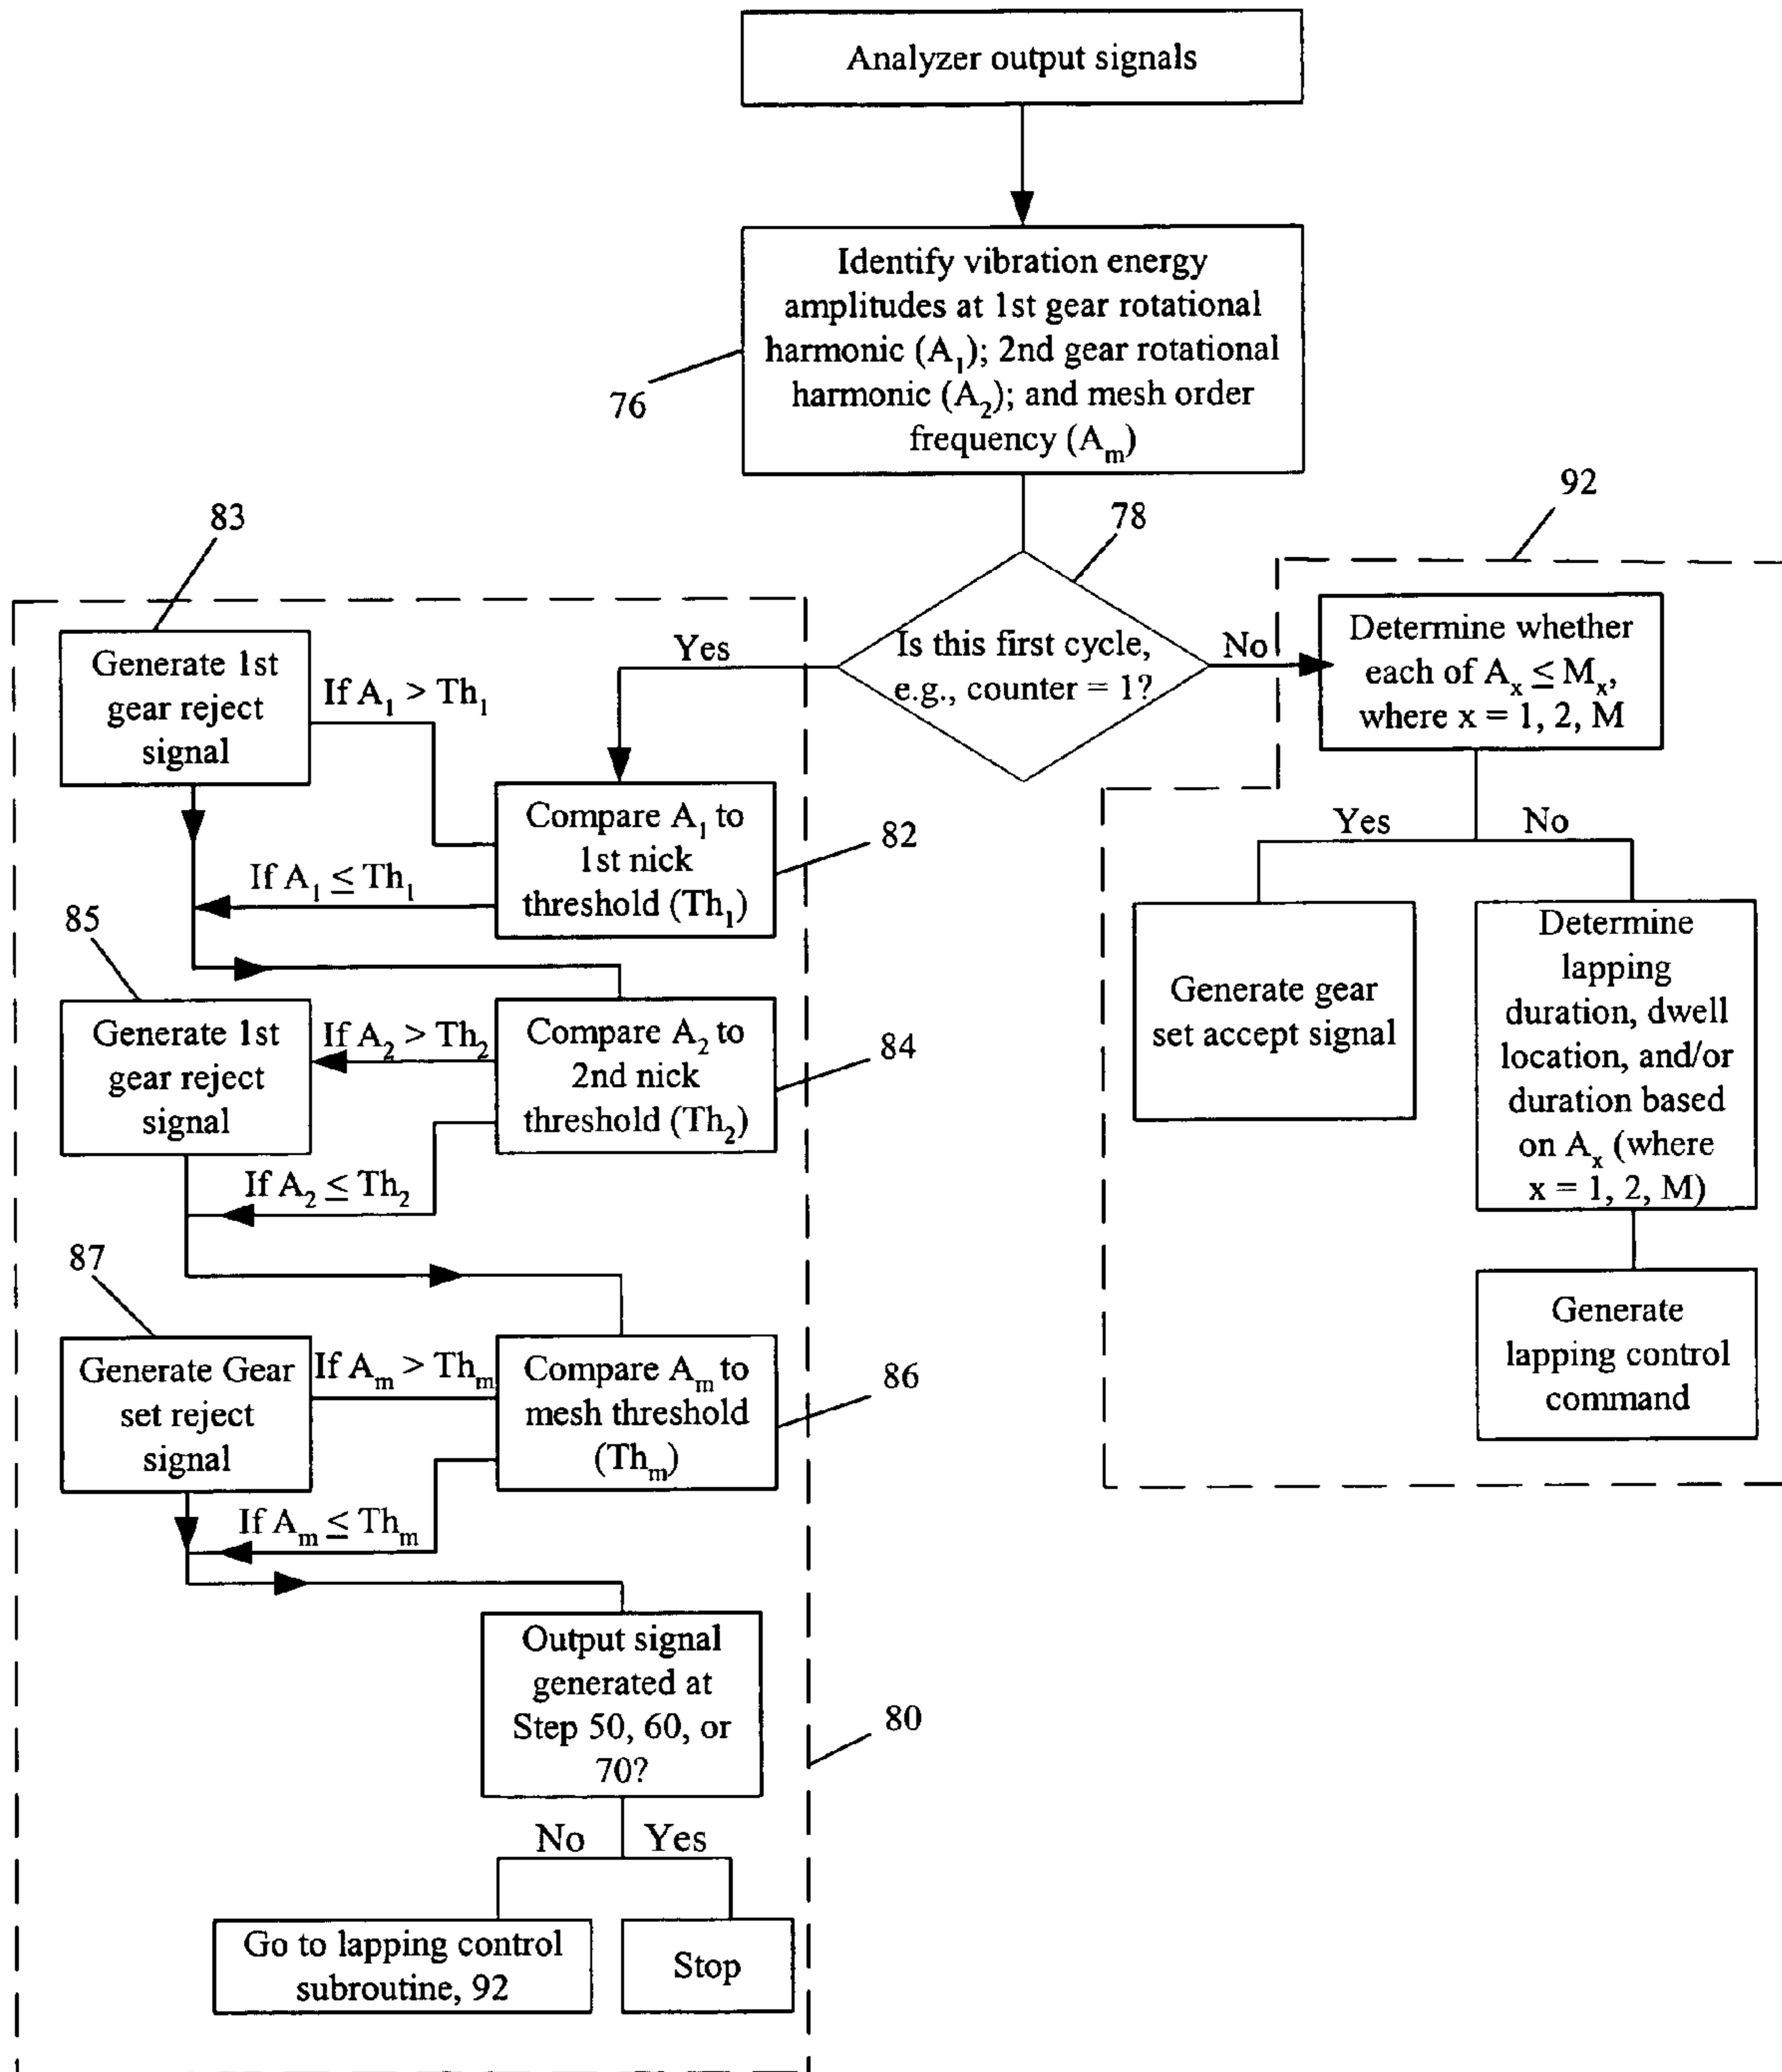 Analyzer output signals
Identify vibration energy
amplitudes at 1st gear rotational
harmonic (A1); 2nd gear rotational
harmonic (A2); and mesh order
frequency (Am)
76
78
92
83
Is this first cycle,
e.g., counter = 1?
Yes
No
Determine whether
each of Ax ≤ Mx,
where x = 1, 2, M
Yes
No
Generate gear
set accept signal
Determine
lapping
duration, dwell
location, and/or
duration based
on Ax (where
x = 1, 2, M)
Generate
lapping control
command
Generate 1st
gear reject
signal
If A1 > Th1
Compare A1 to
1st nick
threshold (Th1)
82
If A1 ≤ Th1
85
Generate 1st
gear reject
signal
If A2 > Th2
Compare A2 to
2nd nick
threshold (Th2)
84
If A2 ≤ Th2
87
Generate Gear
set reject
signal
If Am > Thm
Compare Am to
mesh threshold
(Thm)
86
If Am ≤ Thm
Output signal
generated at
Step 50, 60, or
70?
80
No
Yes
Go to lapping control
subroutine, 92
Stop